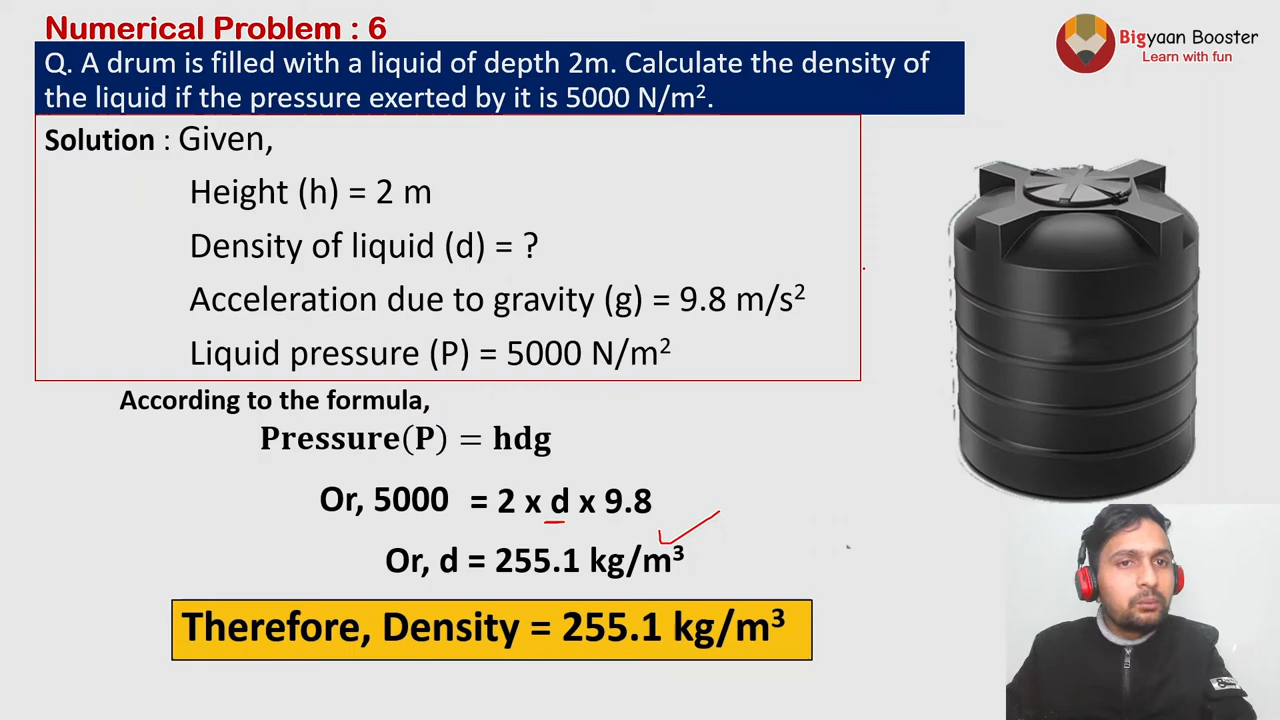 Numerical Problem : 6
Bigyaan Booster
Learn with fun
Q. A drum is filled with a liquid of depth 2m. Calculate the density of
the liquid if the pressure exerted by it is 5000 N/m².
Solution : Given,
Height (h) = 2 m
Density of liquid (d) = ?
Acceleration due to gravity (g) = 9.8 m/s²
Liquid pressure (P) = 5000 N/m²
According to the formula,
Pressure(P) = hdg
Or, 5000 = 2 x d x 9.8
Or, d = 255.1 kg/m³
Therefore, Density = 255.1 kg/m³